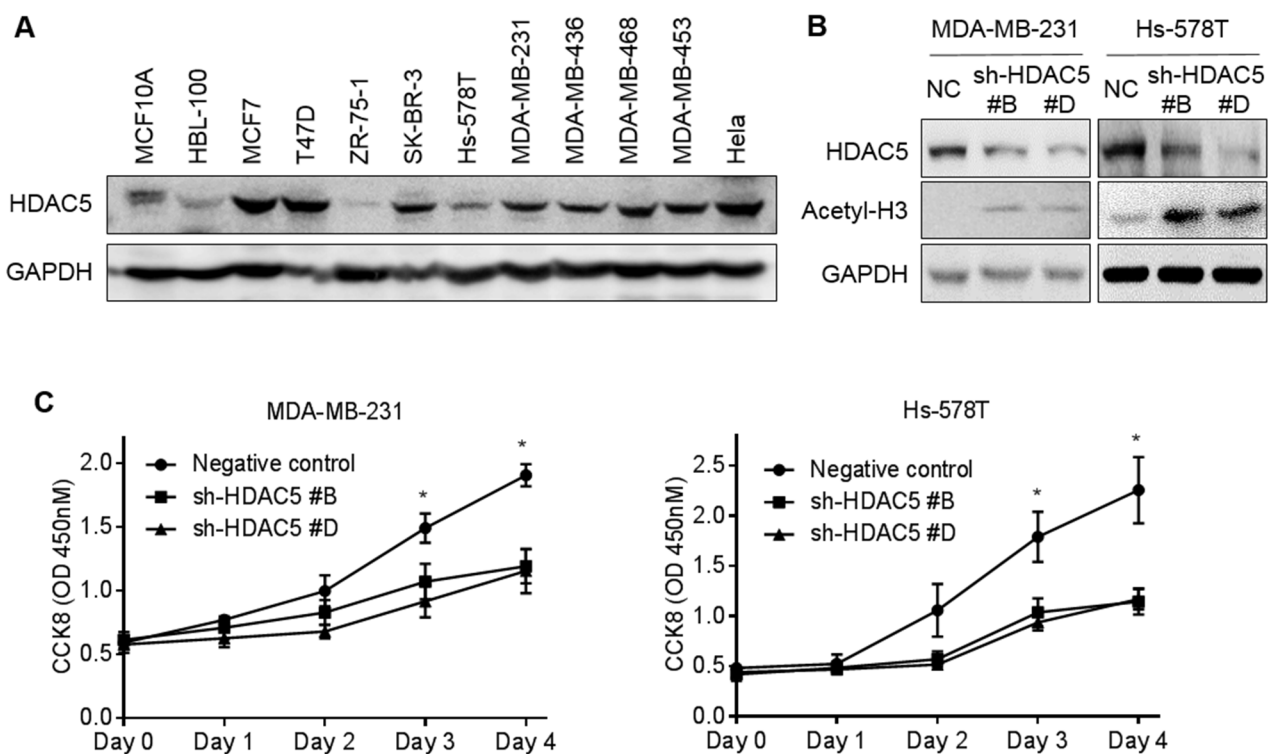 A
MCF10A
HBL-100
MCF7
T47D
ZR-75-1
SK-BR-3
Hs-578T
MDA-MB-231
MDA-MB-436
MDA-MB-468
MDA-MB-453
Hela
HDAC5
GAPDH
B
MDA-MB-231 Hs-578T
NC sh-HDAC5 NC sh-HDAC5
#B #D #B #D
HDAC5
Acetyl-H3
GAPDH
C
MDA-MB-231
CCK8 (OD 450nM)
2.0
1.5
1.0
0.5
0.0
Negative control
sh-HDAC5 #B
sh-HDAC5 #D
*
*
Day 0 Day 1 Day 2 Day 3 Day 4
Hs-578T
CCK8 (OD 450nM)
2.5
2.0
1.5
1.0
0.5
0.0
Negative control
sh-HDAC5 #B
sh-HDAC5 #D
*
*
Day 0 Day 1 Day 2 Day 3 Day 4